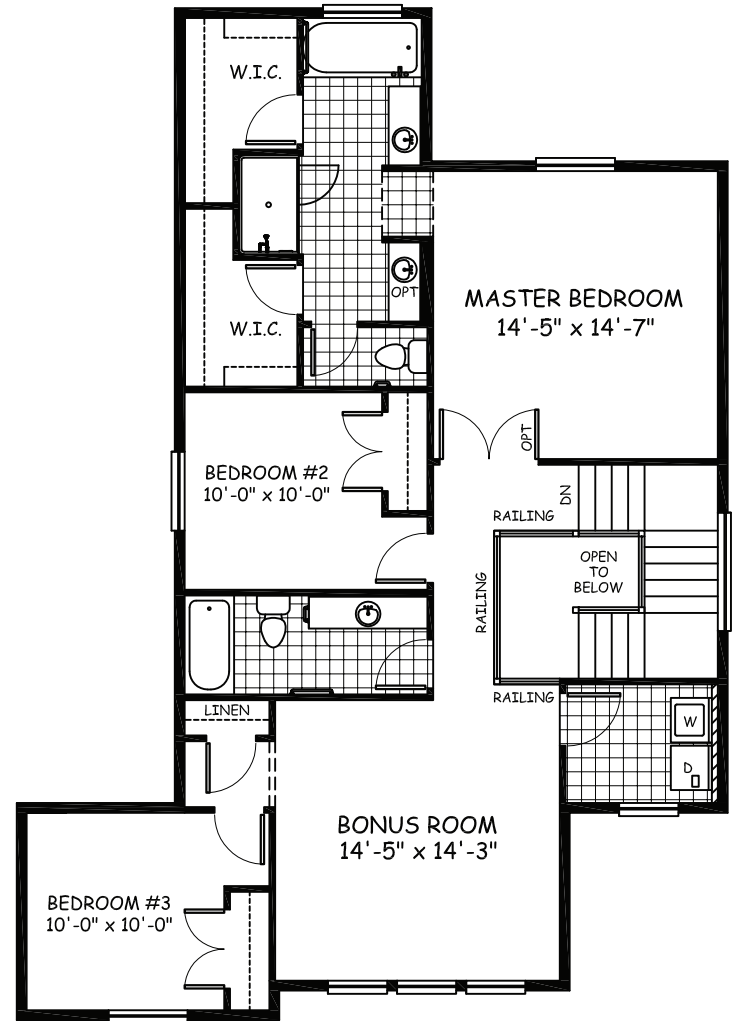 W.I.C.
OPT
W.I.C.
MASTER BEDROOM
14'-5" x 14'-7"
OPT
BEDROOM #2
10'-0" x 10'-0"
DN
RAILING
OPEN
TO
BELOW
RAILING
RAILING
LINEN
W
D
BONUS ROOM
14'-5" x 14'-3"
BEDROOM #3
10'-0" x 10'-0"